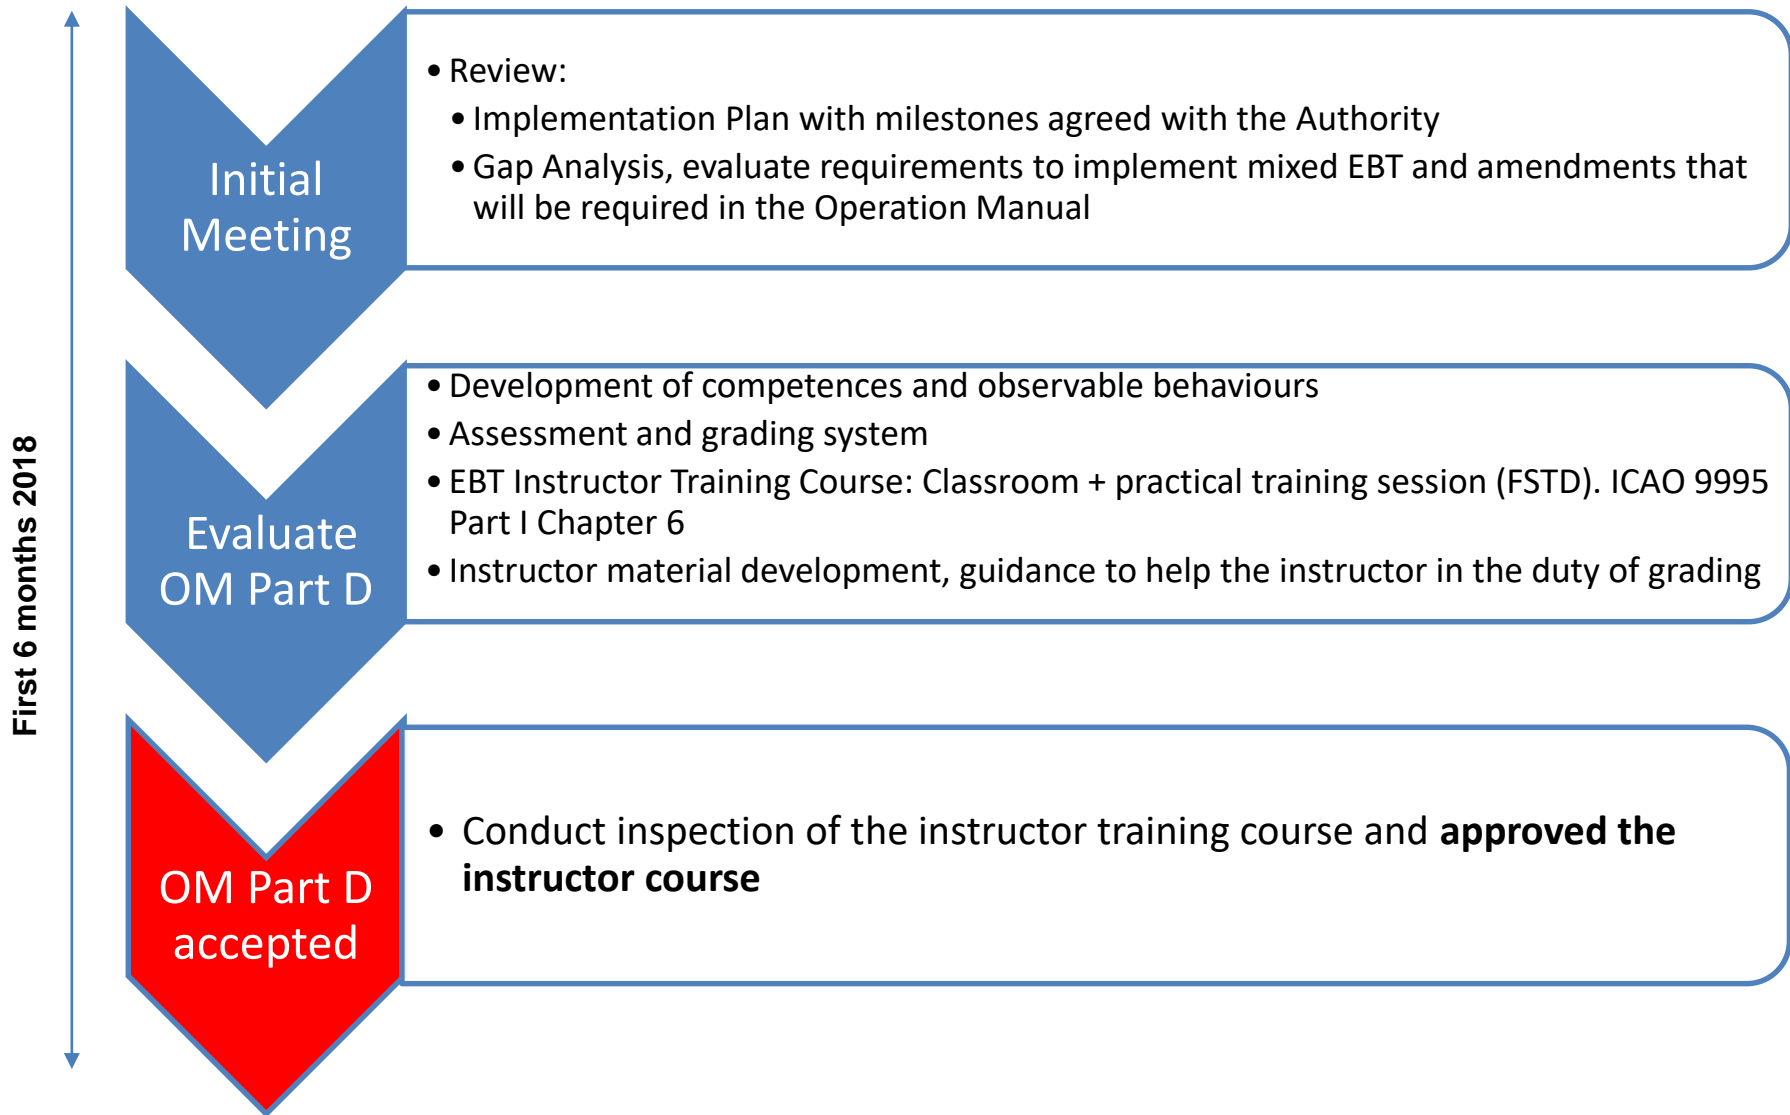 First 6 months 2018
Initial
Meeting
• Review:
• Implementation Plan with milestones agreed with the Authority
• Gap Analysis, evaluate requirements to implement mixed EBT and amendments that
will be required in the Operation Manual
Evaluate
OM Part D
• Development of competences and observable behaviours
• Assessment and grading system
• EBT Instructor Training Course: Classroom + practical training session (FSTD). ICAO 9995
Part I Chapter 6
• Instructor material development, guidance to help the instructor in the duty of grading
OM Part D
accepted
• Conduct inspection of the instructor training course and approved the
instructor course